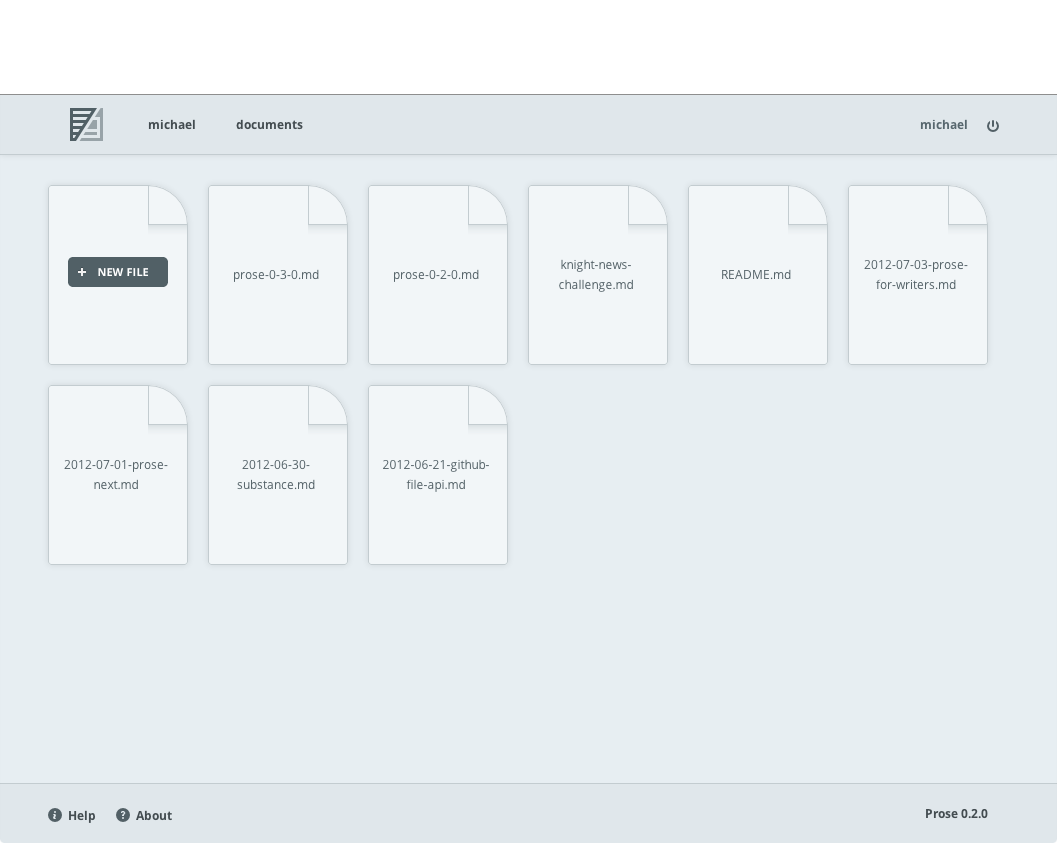 michael documents michael
+ NEW FILE
prose-0-3-0.md
prose-0-2-0.md
knight-news-
challenge.md
README.md
2012-07-03-prose-
for-writers.md
2012-07-01-prose-
next.md
2012-06-30-
substance.md
2012-06-21-github-
file-api.md
i Help ? About Prose 0.2.0